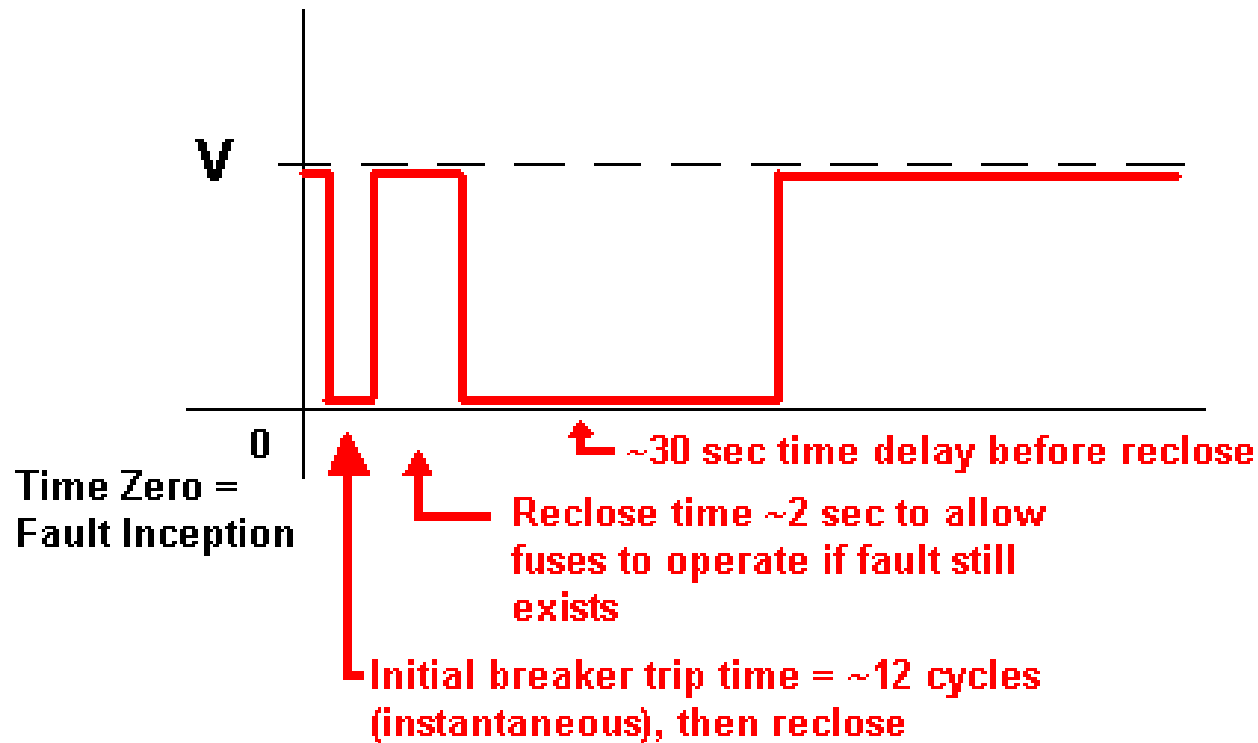 V
0
Time Zero =
Fault Inception
~30 sec time delay before reclose
Reclose time ~2 sec to allow
fuses to operate if fault still
exists
Initial breaker trip time = ~12 cycles
(instantaneous), then reclose